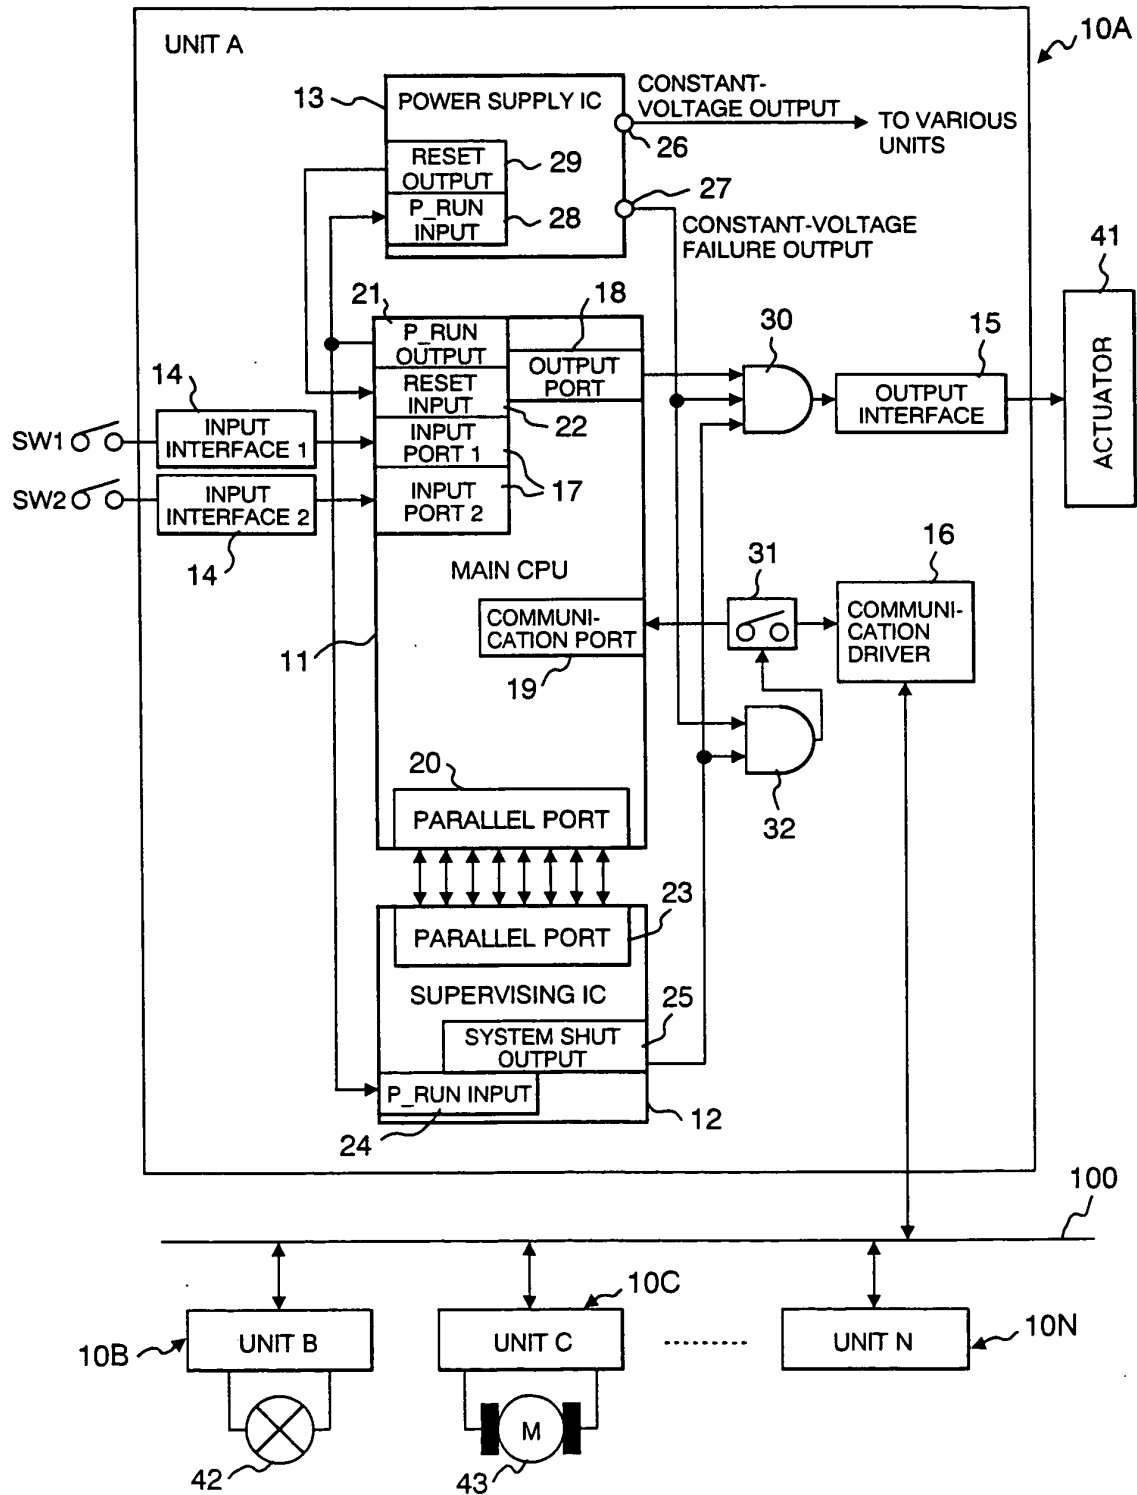 10A
UNIT A
13
POWER SUPPLY IC
CONSTANT-
VOLTAGE OUTPUT
TO VARIOUS
UNITS
26
RESET
OUTPUT
29
P_RUN
INPUT
28
27
CONSTANT-VOLTAGE
FAILURE OUTPUT
41
ACTUATOR
21
18
30
15
P_RUN
OUTPUT
OUTPUT
PORT
OUTPUT
INTERFACE
RESET
INPUT
22
14
SW1
INPUT
INTERFACE 1
INPUT
PORT 1
17
SW2
INPUT
INTERFACE 2
INPUT
PORT 2
14
MAIN CPU
31
16
COMMUNI-
CATION PORT
COMMUNI-
CATION
DRIVER
11
19
20
32
PARALLEL PORT
23
PARALLEL PORT
SUPERVISING IC
25
SYSTEM SHUT
OUTPUT
P_RUN INPUT
24
12
100
10B
UNIT B
10C
UNIT C
UNIT N
10N
42
M
43